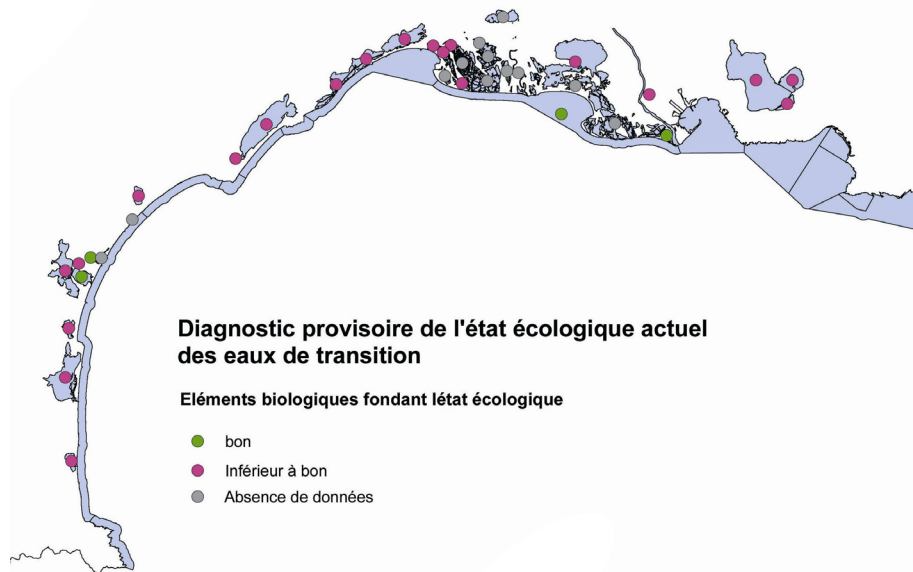 Diagnostic provisoire de l'état écologique actuel
des eaux de transition
Eléments biologiques fondant létat écologique
bon
Inférieur à bon
Absence de données